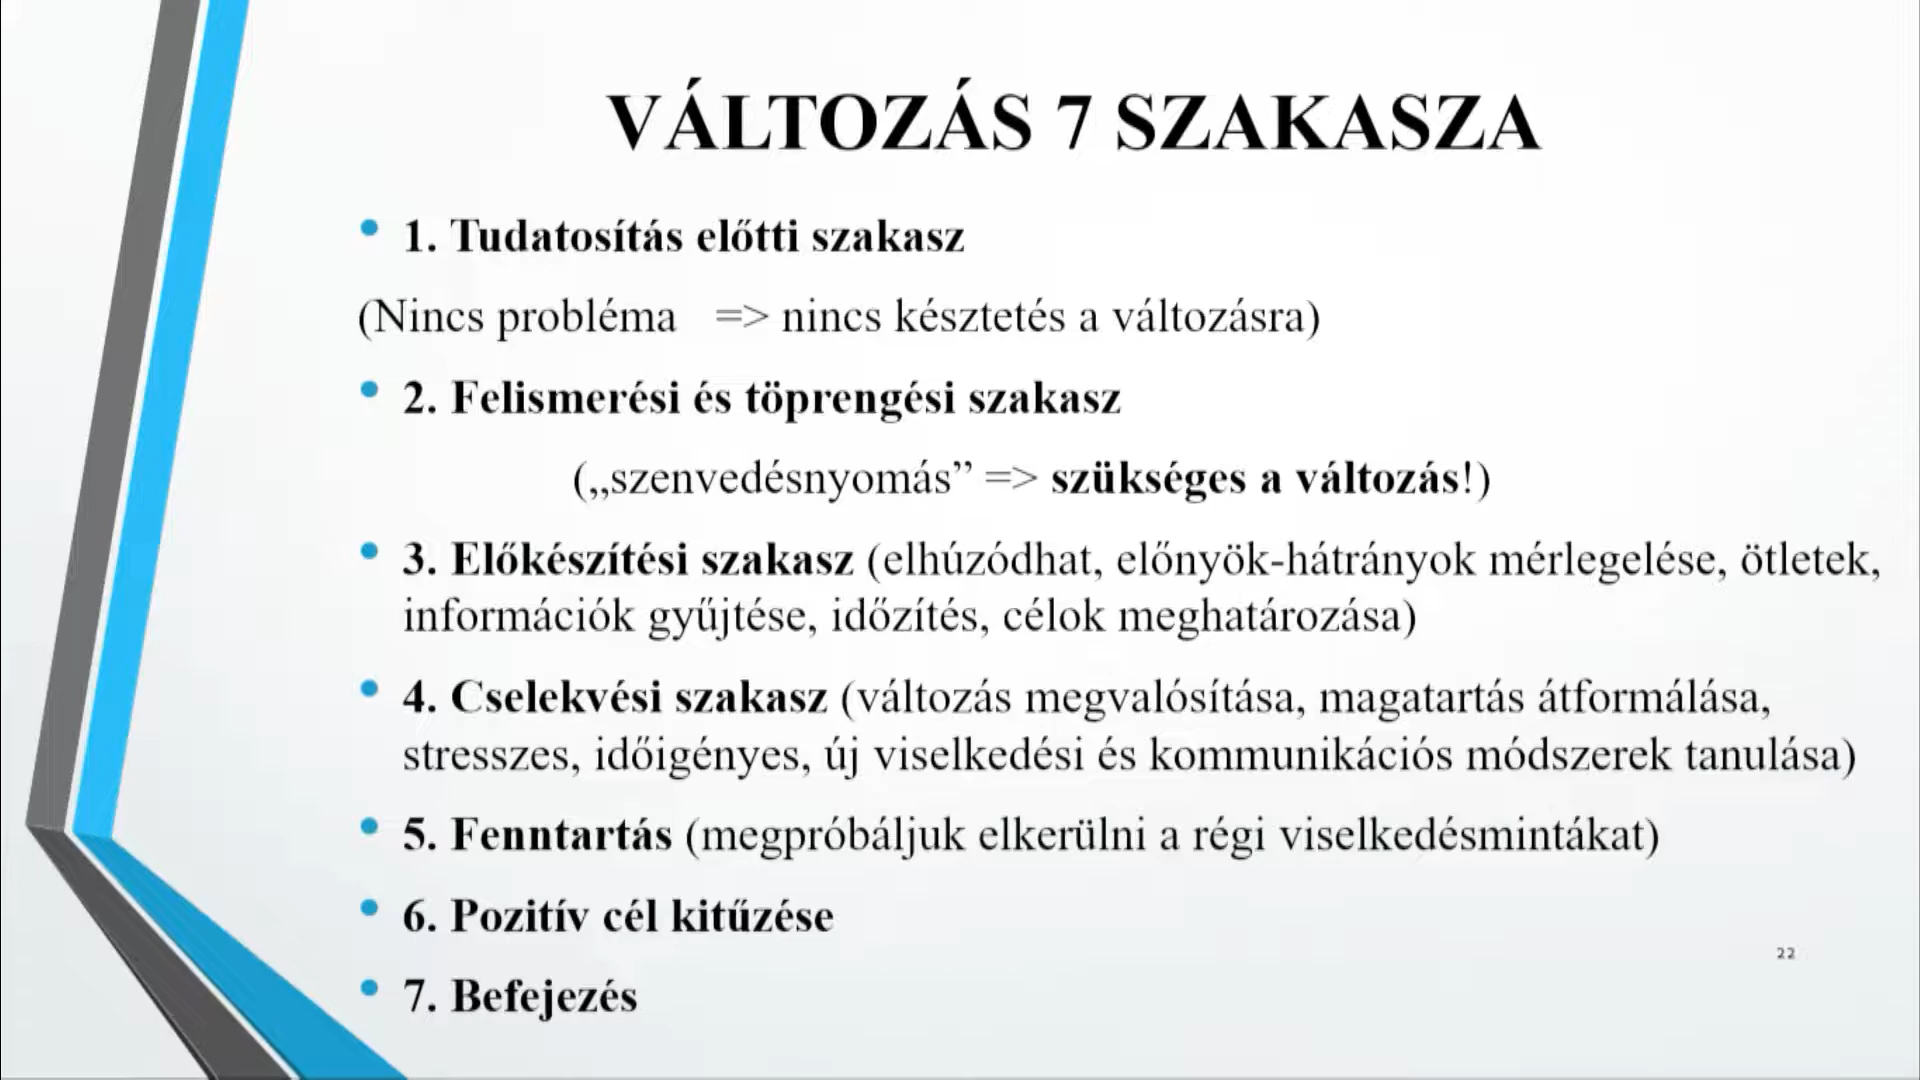 VÁLTOZÁS 7 SZAKASZA
• 1. Tudatosítás előtti szakasz
(Nincs probléma => nincs késztetés a változásra)
• 2. Felismerési és töprengési szakasz
(„szenvedésnyomás” => szükséges a változás!)
• 3. Előkészítési szakasz (elhúzódhat, előnyök-hátrányok mérlegelése, ötletek,
információk gyűjtése, időzítés, célok meghatározása)
• 4. Cselekvési szakasz (változás megvalósítása, magatartás átformálása,
stresszes, időigényes, új viselkedési és kommunikációs módszerek tanulása)
• 5. Fenntartás (megpróbáljuk elkerülni a régi viselkedésmintákat)
• 6. Pozitív cél kitűzése
22
• 7. Befejezés